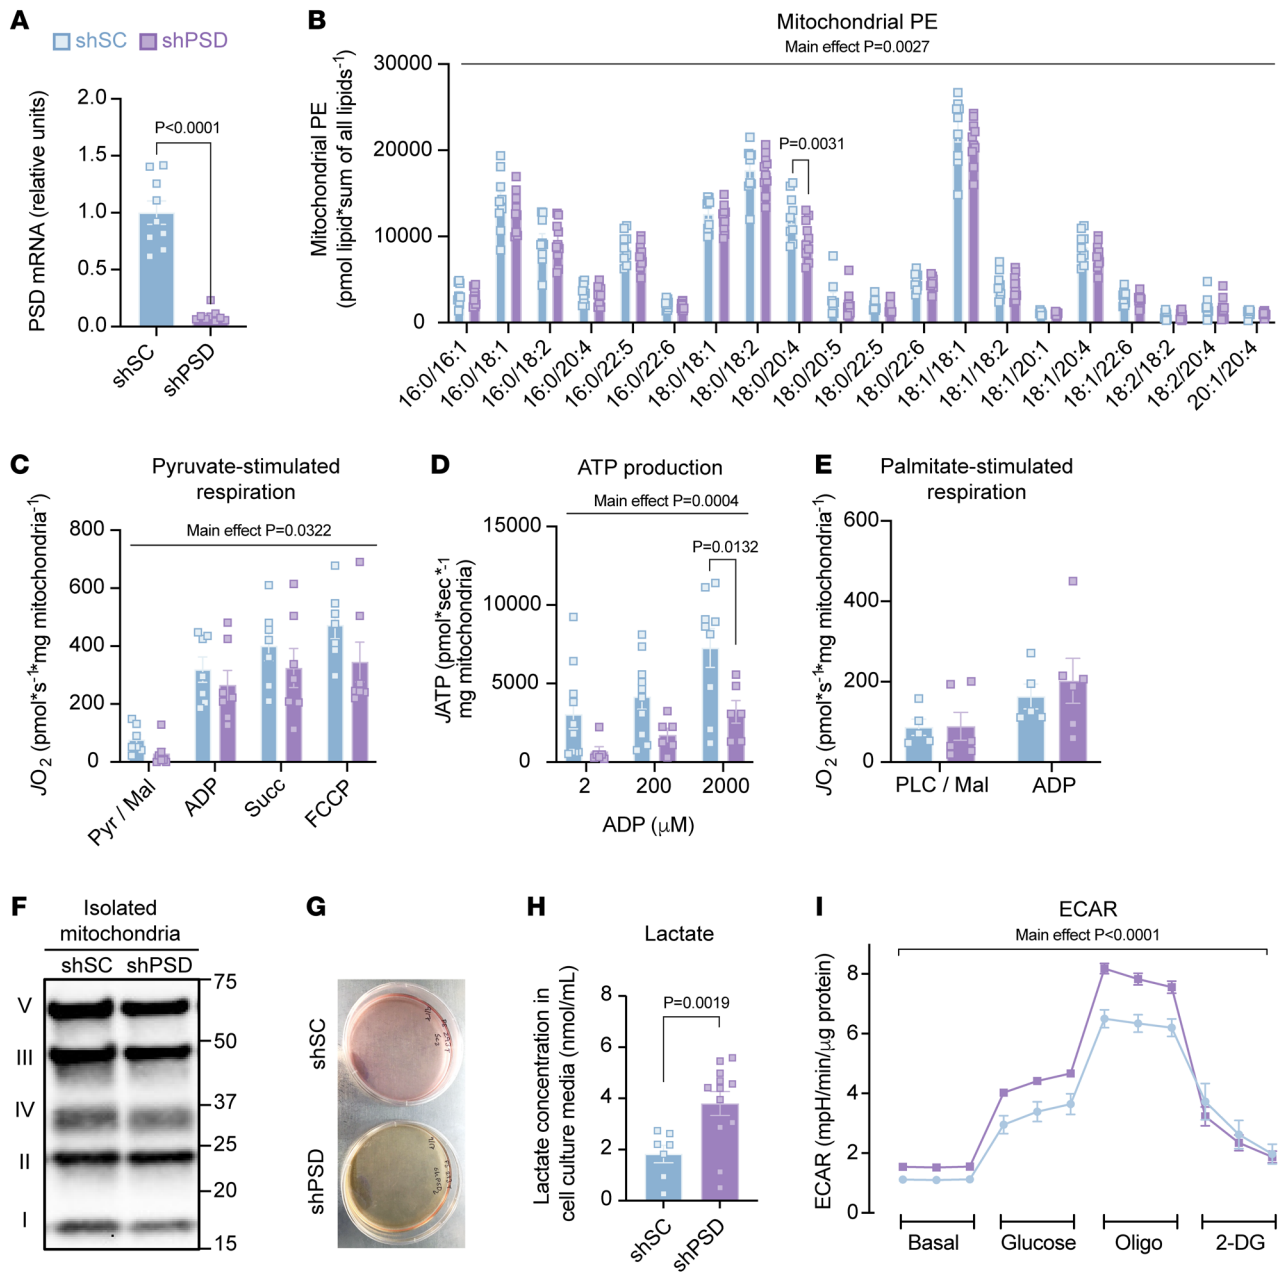 A
shSC
shPSD
PSD mRNA (relative units)
2.0
1.5
1.0
0.5
0.0
P<0.0001
shSC
shPSD
B
Mitochondrial PE
Main effect P=0.0027
Mitochondrial PE
(pmol lipid*sum of all lipids-1)
30000
20000
10000
0
P=0.0031
16:0/16:1
16:0/18:1
16:0/18:2
16:0/20:4
16:0/22:5
16:0/22:6
18:0/18:1
18:0/18:2
18:0/20:4
18:0/20:5
18:0/22:5
18:0/22:6
18:1/18:1
18:1/18:2
18:1/20:1
18:1/20:4
18:1/22:6
18:2/18:2
18:2/20:4
20:1/20:4
C
Pyruvate-stimulated
respiration
Main effect P=0.0322
JO2 (pmol*s-1*mg mitochondria-1)
800
600
400
200
0
Pyr / Mal
ADP
Succ
FCCP
D
ATP production
Main effect P=0.0004
JATP (pmol*sec*-1
mg mitochondria)
15000
10000
5000
0
P=0.0132
2
200
2000
ADP (μM)
E
Palmitate-stimulated
respiration
JO2 (pmol*s-1*mg mitochondria-1)
600
400
200
0
PLC / Mal
ADP
F
Isolated
mitochondria
shSC
shPSD
V
III
IV
II
I
75
50
37
25
20
15
G
shSC
shPSD
H
Lactate
Lactate concentration in
cell culture media (nmol/mL)
8
6
4
2
0
P=0.0019
shSC
shPSD
I
ECAR
Main effect P<0.0001
ECAR (mpH/min/μg protein)
8
6
4
2
0
Basal
Glucose
Oligo
2-DG